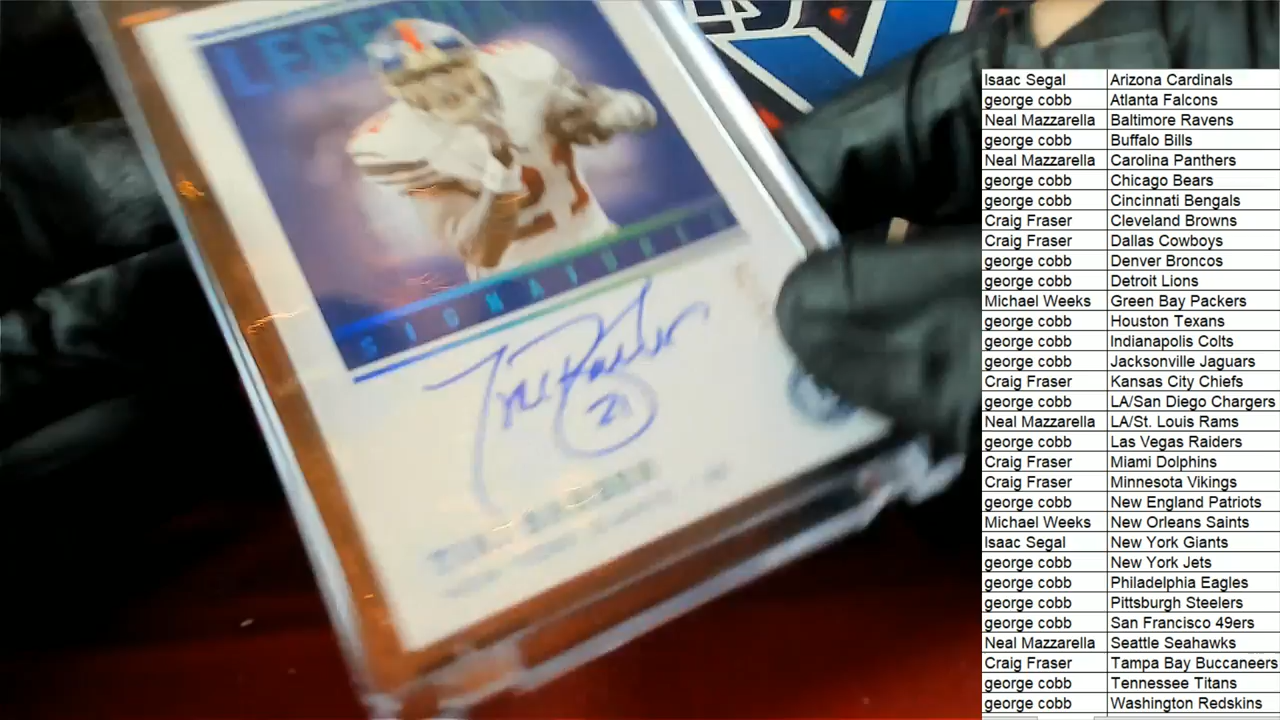 LEGENDARY
21
SIGNATURES
Tiki Barber
21
Isaac Segal Arizona Cardinals
george cobb Atlanta Falcons
Neal Mazzarella Baltimore Ravens
george cobb Buffalo Bills
Neal Mazzarella Carolina Panthers
george cobb Chicago Bears
george cobb Cincinnati Bengals
Craig Fraser Cleveland Browns
Craig Fraser Dallas Cowboys
george cobb Denver Broncos
george cobb Detroit Lions
Michael Weeks Green Bay Packers
george cobb Houston Texans
george cobb Indianapolis Colts
george cobb Jacksonville Jaguars
Craig Fraser Kansas City Chiefs
george cobb LA/San Diego Chargers
Neal Mazzarella LA/St. Louis Rams
george cobb Las Vegas Raiders
Craig Fraser Miami Dolphins
Craig Fraser Minnesota Vikings
george cobb New England Patriots
Michael Weeks New Orleans Saints
Isaac Segal New York Giants
george cobb New York Jets
george cobb Philadelphia Eagles
george cobb Pittsburgh Steelers
george cobb San Francisco 49ers
Neal Mazzarella Seattle Seahawks
Craig Fraser Tampa Bay Buccaneers
george cobb Tennessee Titans
george cobb Washington Redskins